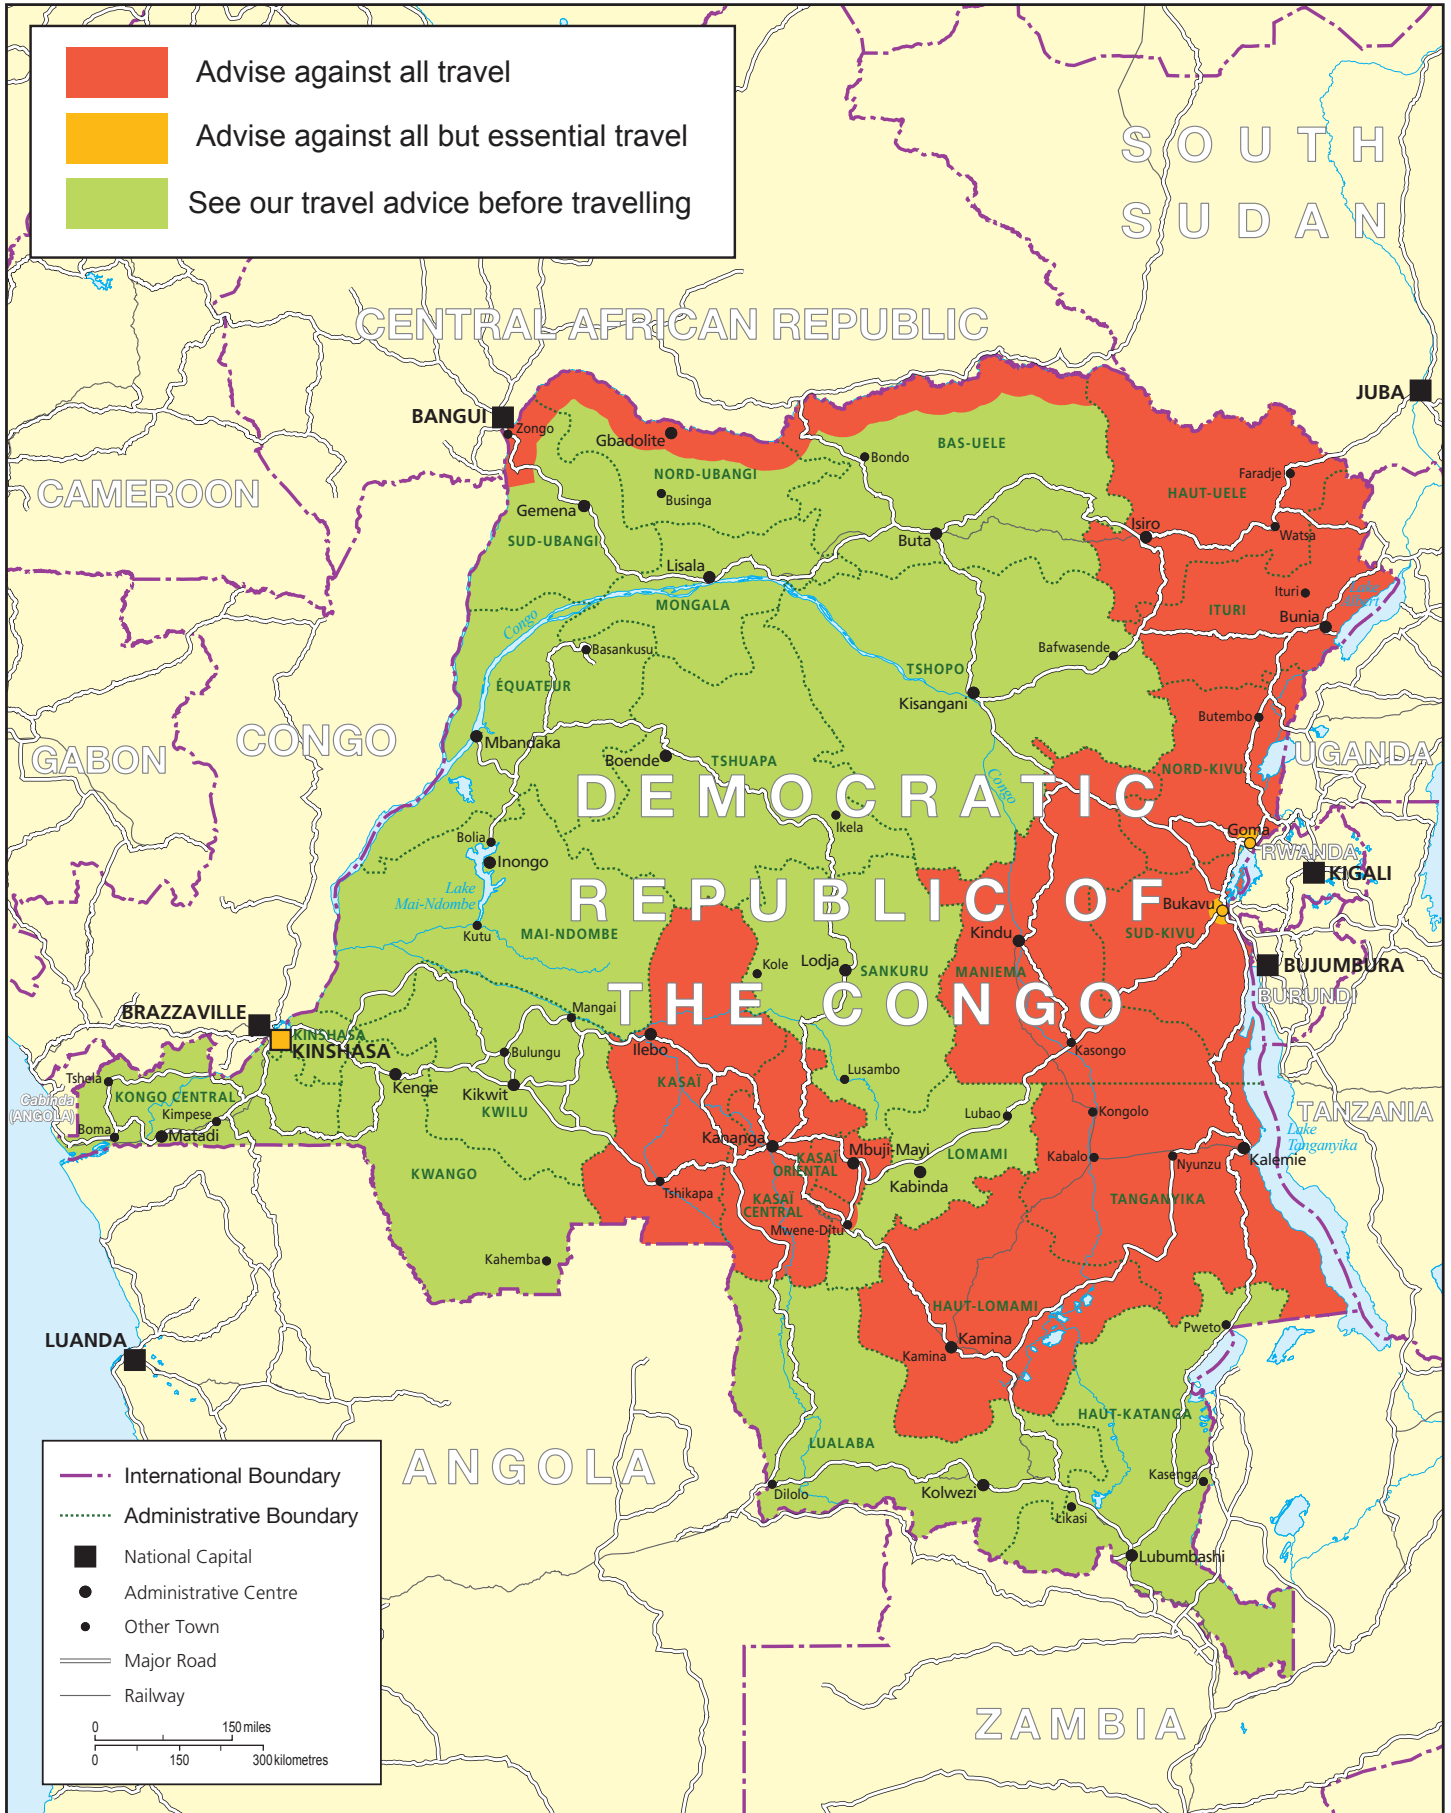 Advise against all travel
Advise against all but essential travel
See our travel advice before travelling
SOUTH
SUDAN
CENTRAL AFRICAN REPUBLIC
JUBA
BANGUI
Zongo
Gbadolite
BAS-UELE
Bondo
NORD-UBANGI
Faradje
CAMEROON
Businga
HAUT-UELE
Gemena
Isiro
Watsa
SUD-UBANGI
Buta
Lisala
Ituri
Lake
Albert
MONGALA
ITURI
Bunia
Congo
Basankusu
Bafwasende
TSHOPO
ÉQUATEUR
Kisangani
Butembo
CONGO
Mbandaka
GABON
Boende
TSHUAPA
NORD-KIVU
UGANDA
Congo
DEMOCRATIC
Ikela
Goma
Bolia
RWANDA
Inongo
KIGALI
Lake
Mai-Ndombe
REPUBLIC OF
Bukavu
Kutu
MAI-NDOMBE
Kindu
SUD-KIVU
Kole
Lodja
SANKURU
MANIEMA
BUJUMBURA
BURUNDI
THE CONGO
Mangai
BRAZZAVILLE
KINSHASA
KINSHASA
Ilebo
Bulungu
Kasongo
Tshela
Kenge
Kikwit
KASAÏ
Lusambo
Cabinda
(ANGOLA)
KONGO CENTRAL
KWILU
Kimpese
Lubao
Kongolo
TANZANIA
Boma
Matadi
Kananga
Mbuji-Mayi
LOMAMI
Kabalo
Nyunzu
Kalemie
Lake
Tanganyika
KASAÏ
ORIENTAL
KWANGO
Kabinda
Tshikapa
KASAÏ
CENTRAL
TANGANYIKA
Mwene-Ditu
Kahemba
HAUT-LOMAMI
Pweto
LUANDA
Kamina
Kamina
HAUT-KATANGA
LUALABA
ANGOLA
Kasenga
Dilolo
Kolwezi
Likasi
Lubumbashi
ZAMBIA
International Boundary
Administrative Boundary
National Capital
Administrative Centre
Other Town
Major Road
Railway
0 150 miles
0 150 300 kilometres